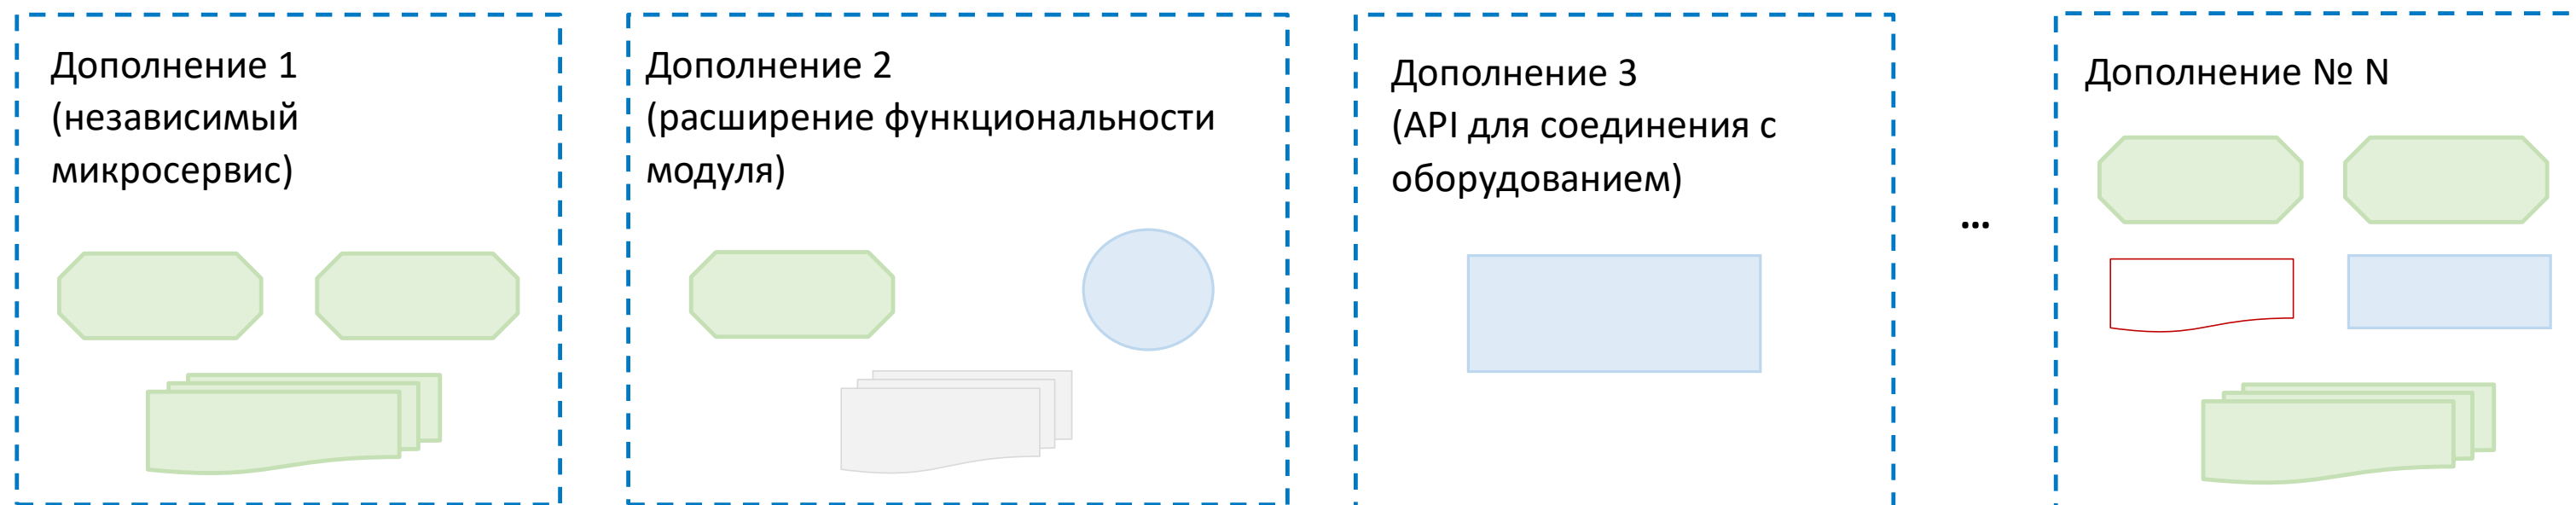 Дополнение 1
(независимый
микросервис)
Дополнение 2
(расширение функциональности
модуля)
Дополнение 3
(API для соединения с
оборудованием)
...
Дополнение № N